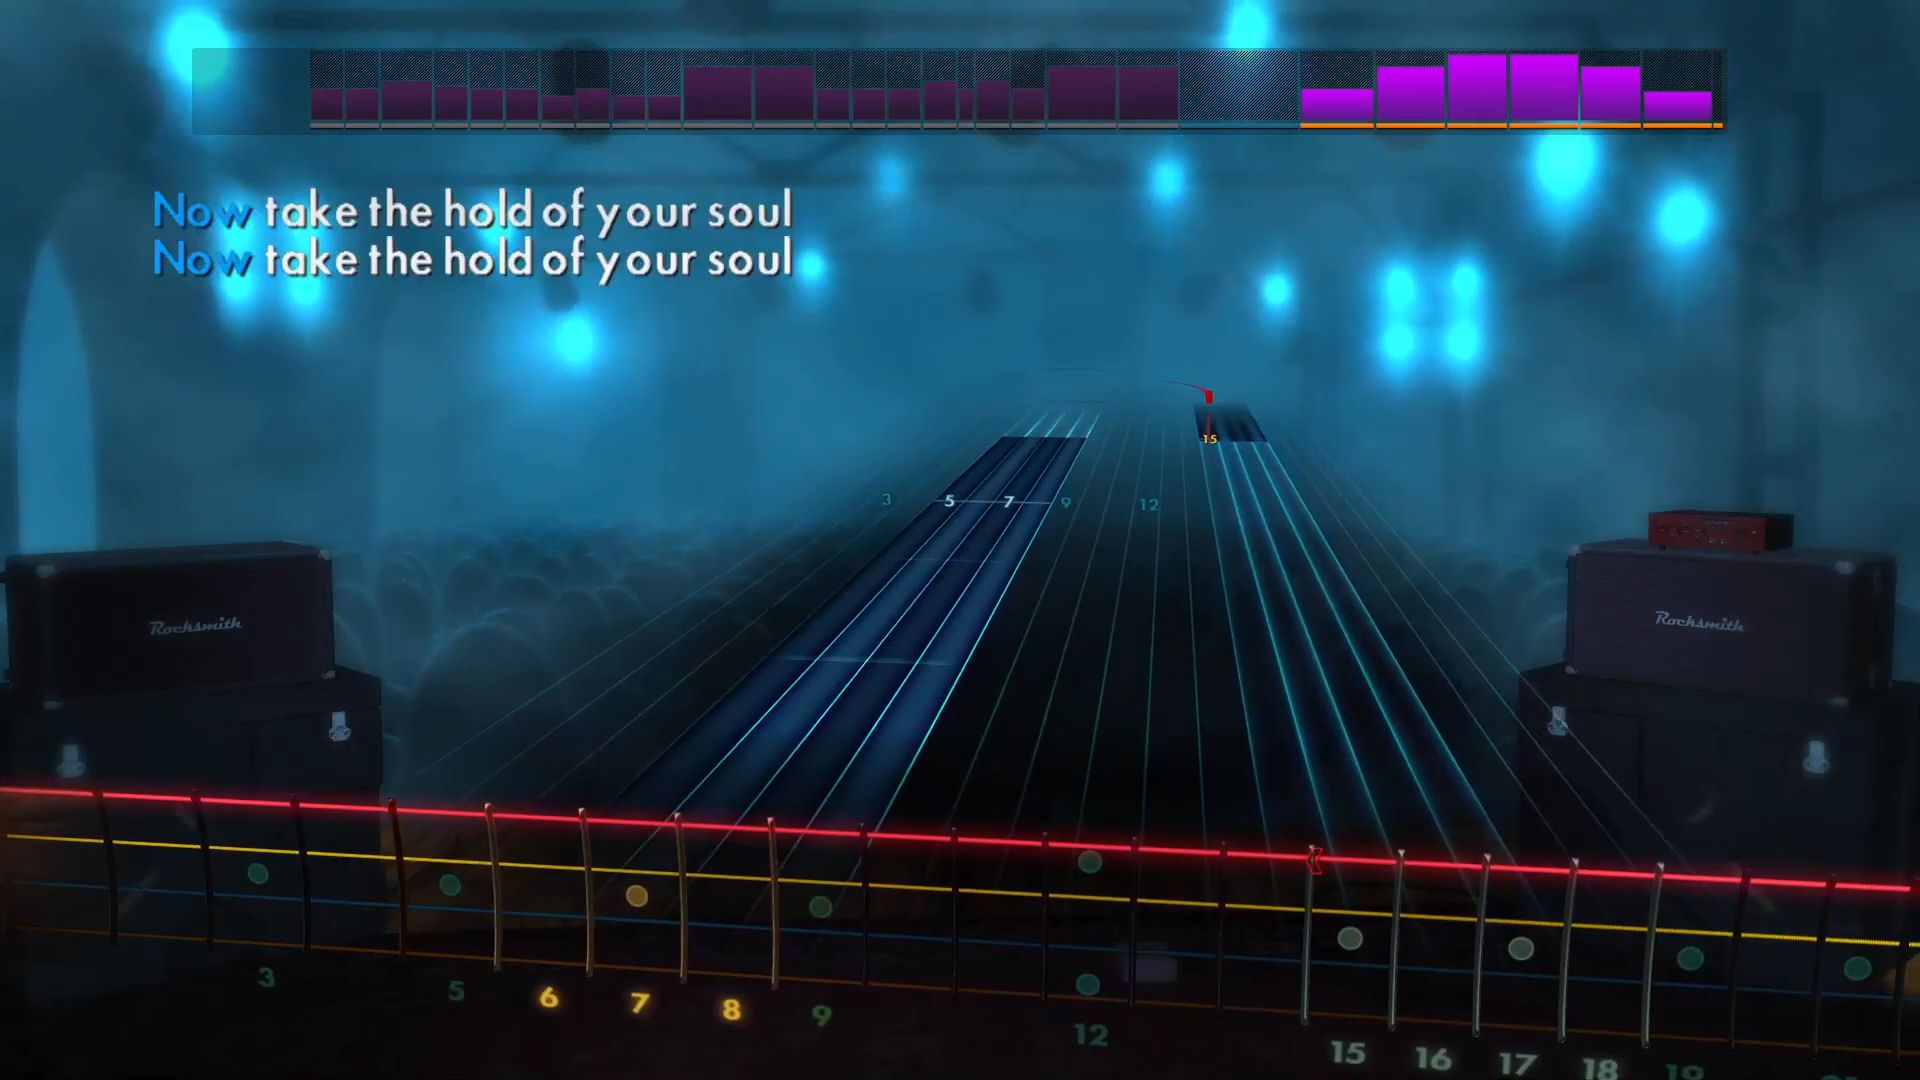 Now take the hold of your soul
Now take the hold of your soul
15
3 5 7 9 12
Rocksmith
Rocksmith
3 5 6 7 8 9 12 15 16 17 18 19